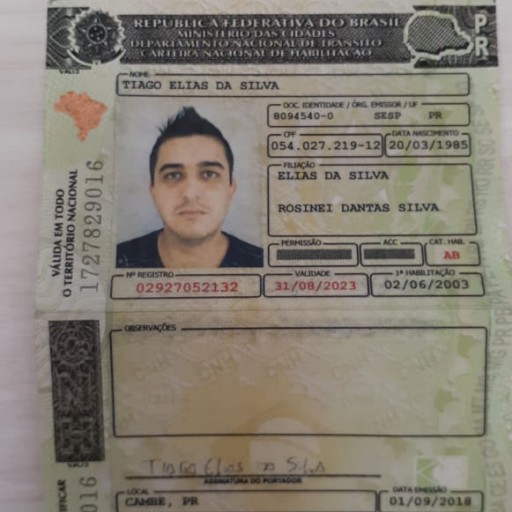 REPÚBLICA FEDERATIVA DO BRASIL
MINISTÉRIO DAS CIDADES
DEPARTAMENTO NACIONAL DE TRÂNSITO
CARTEIRA NACIONAL DE HABILITAÇÃO
PR
NOME
TIAGO ELIAS DA SILVA
DOC. IDENTIDADE / ÓRG. EMISSOR / UF
8094540-0 SESP PR
CPF
054.027.219-12
DATA NASCIMENTO
20/03/1985
FILIAÇÃO
ELIAS DA SILVA
ROSINEI DANTAS SILVA
PERMISSÃO
ACC
CAT. HAB.
AB
Nº REGISTRO
02927052132
VALIDADE
31/08/2023
1ª HABILITAÇÃO
02/06/2003
VÁLIDA EM TODO
O TERRITÓRIO NACIONAL
1727829016
OBSERVAÇÕES
Tiago Elias da Silva
ASSINATURA DO PORTADOR
LOCAL
CAMBE, PR
DATA EMISSÃO
01/09/2018